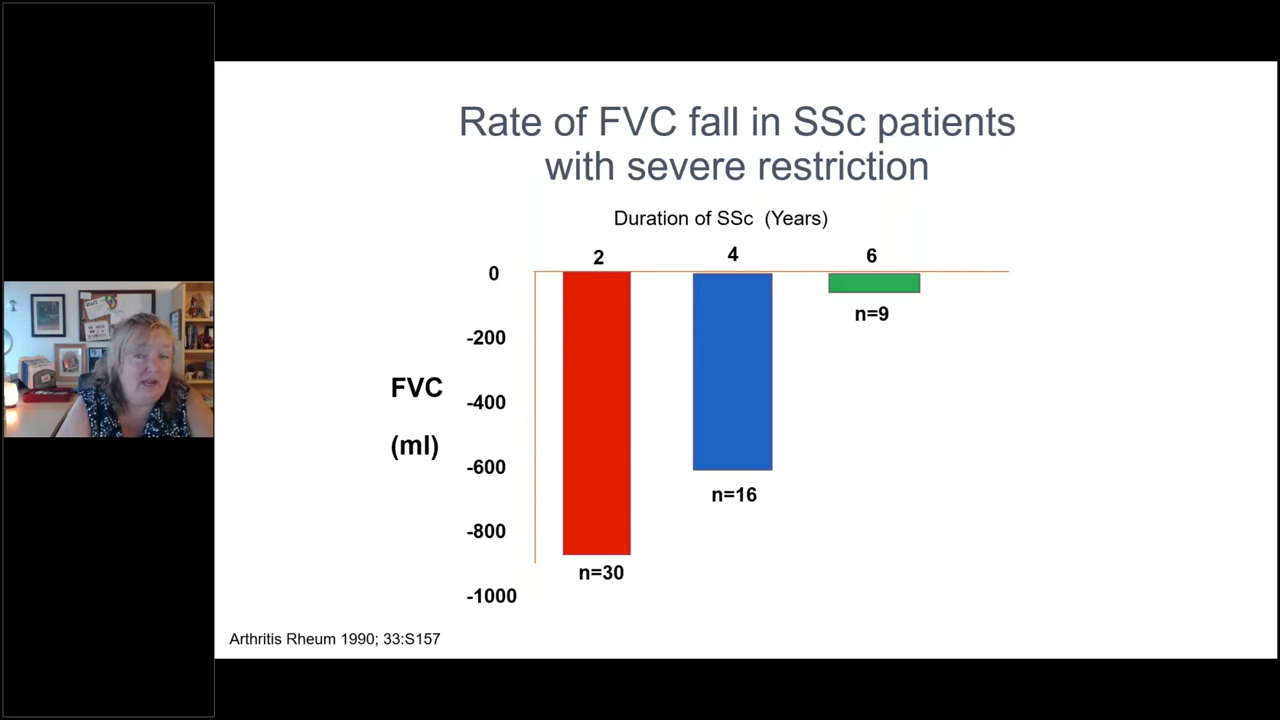 Rate of FVC fall in SSc patients
with severe restriction
Duration of SSc (Years)
2 4 6
0
-200
-400
-600
-800
-1000
FVC
(ml)
n=30
n=16
n=9
Arthritis Rheum 1990; 33:S157